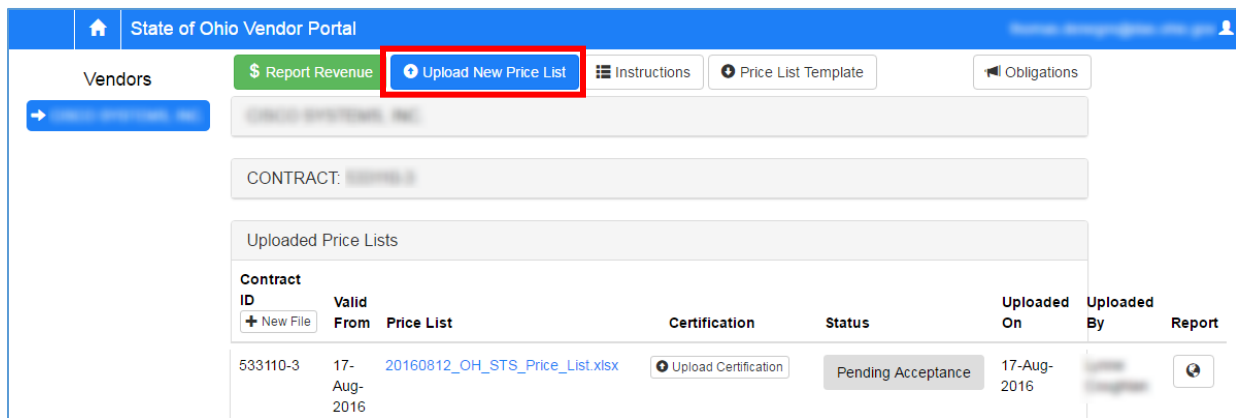 State of Ohio Vendor Portal
Vendors
$ Report Revenue
Upload New Price List
Instructions
Price List Template
Obligations
CONTRACT:
Uploaded Price Lists
Contract ID
+ New File
Valid From
Price List
Certification
Status
Uploaded On
Uploaded By
Report
533110-3
17-
Aug-
2016
20160812_OH_STS_Price_List.xlsx
Upload Certification
Pending Acceptance
17-Aug-
2016